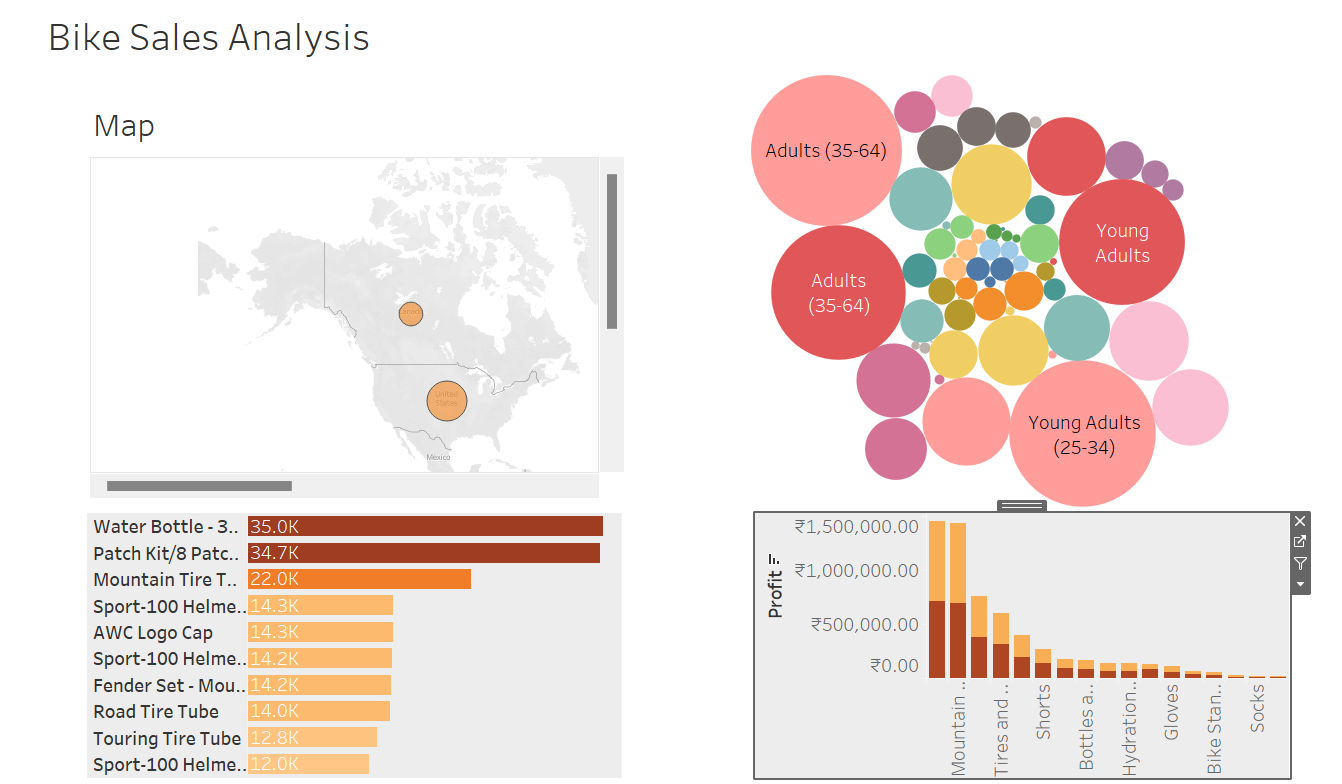 Bike Sales Analysis
Map
Canada
United
States
Mexico
Water Bottle - 3..
35.0K
Patch Kit/8 Patc..
34.7K
Mountain Tire T..
22.0K
Sport-100 Helme..
14.3K
AWC Logo Cap
14.3K
Sport-100 Helme..
14.2K
Fender Set - Mou..
14.2K
Road Tire Tube
14.0K
Touring Tire Tube
12.8K
Sport-100 Helme..
12.0K
Adults (35-64)
Young
Adults
Adults
(35-64)
Young Adults
(25-34)
Profit
₹1,500,000.00
₹1,000,000.00
₹500,000.00
₹0.00
Mountain ..
Tires and ..
Shorts
Bottles a..
Hydration..
Gloves
Bike Stan..
Socks